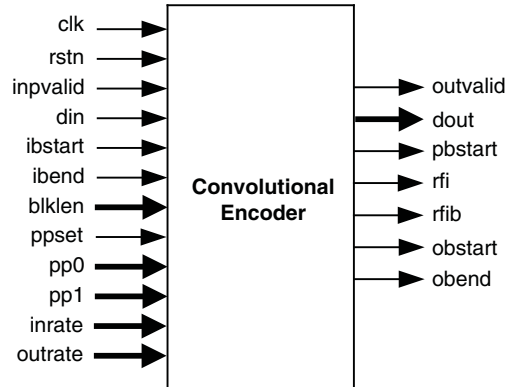 clk
rstn
inpvalid
din
ibstart
ibend
blklen
ppset
pp0
pp1
inrate
outrate
Convolutional
Encoder
outvalid
dout
pbstart
rfi
rfib
obstart
obend